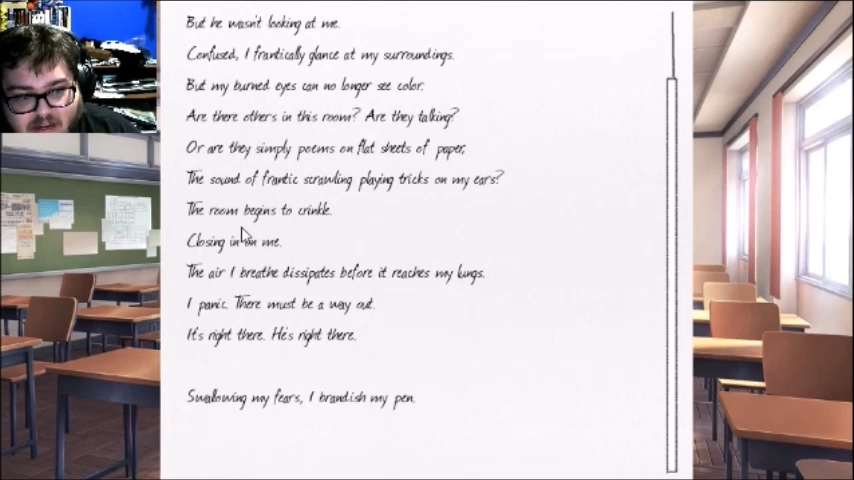 But he wasn't looking at me.
Confused, I frantically glance at my surroundings.
But my burned eyes can no longer see color.
Are there others in this room? Are they talking?
Or are they simply poems on flat sheets of paper,
The sound of frantic scrawling playing tricks on my ears?
The room begins to crinkle.
Closing in on me.
The air I breathe dissipates before it reaches my lungs.
I panic. There must be a way out.
It's right there. He's right there.
Swallowing my fears, I brandish my pen.